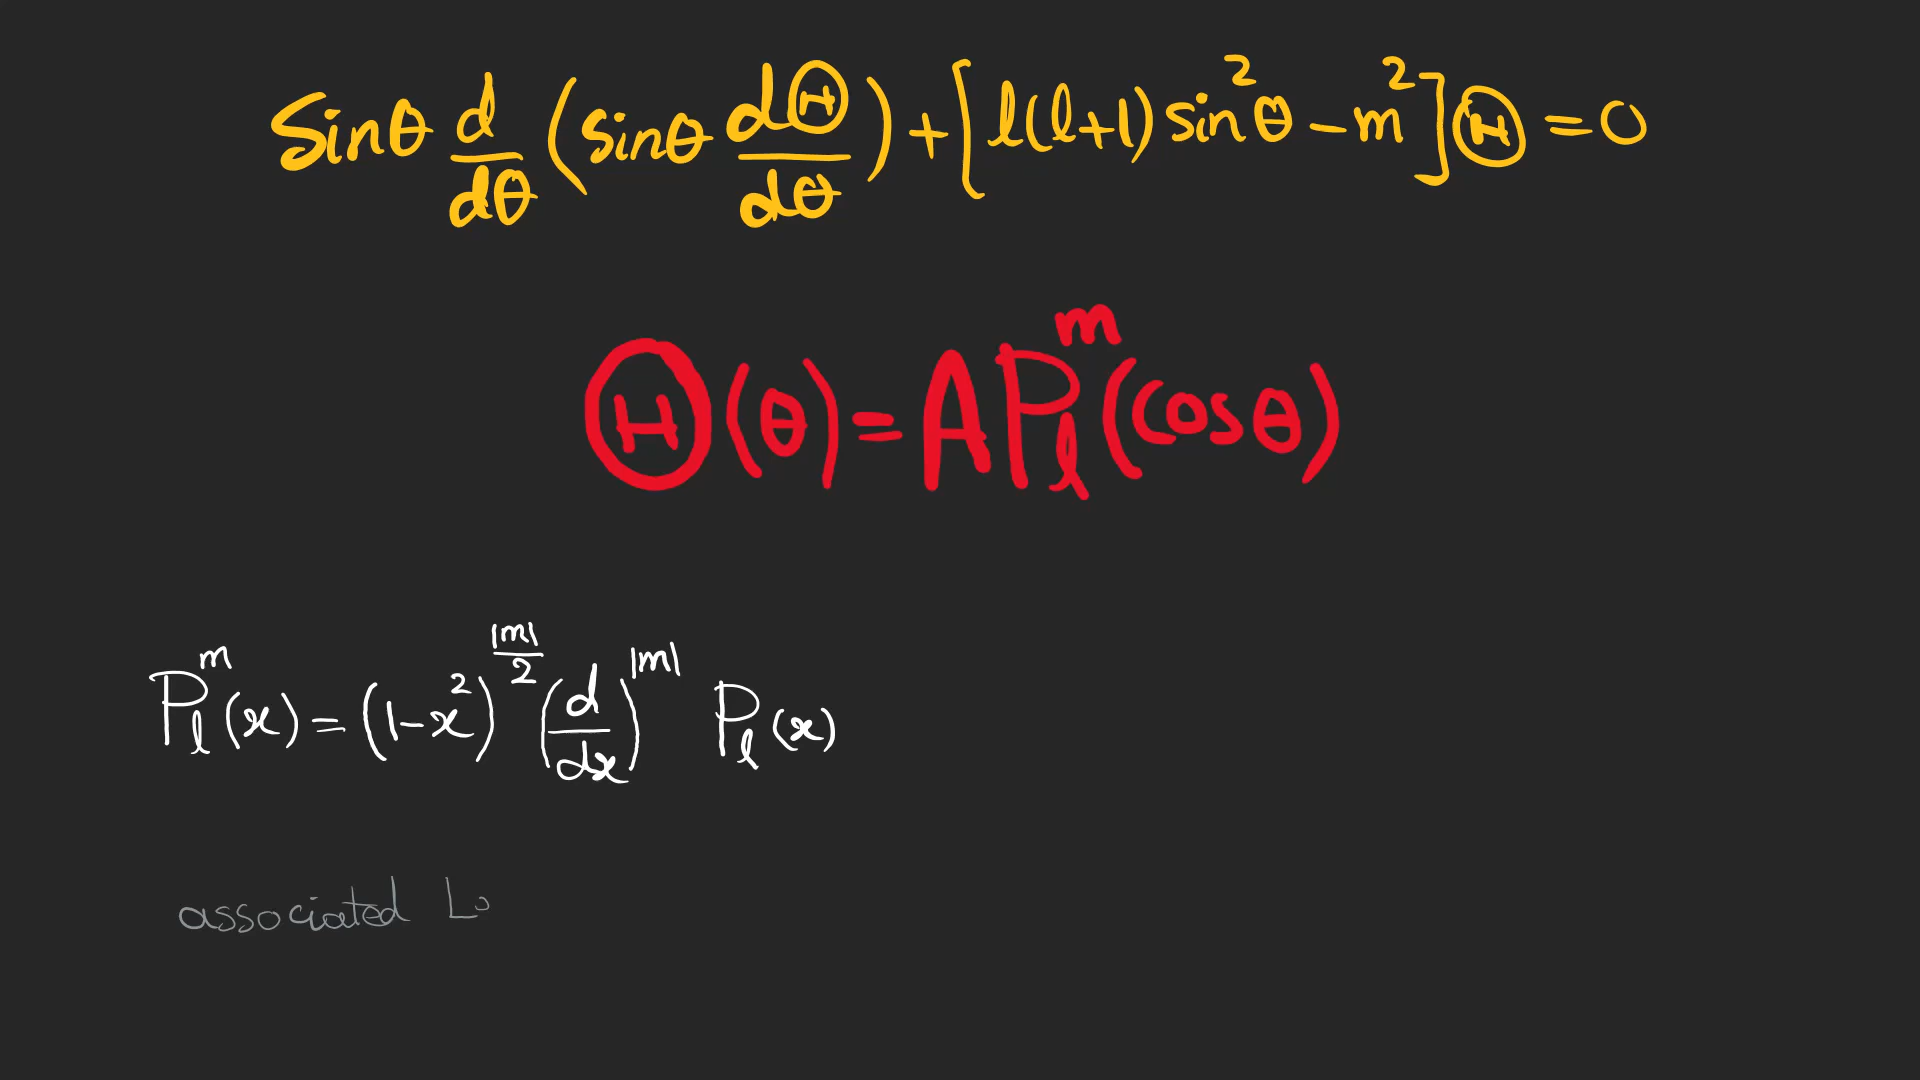 sinθ d/dθ (sinθ dΘ/dθ) + [l(l+1) sin²θ − m²]Θ = 0
Θ(θ) = A P_l^m (cosθ)
P_l^m (x) = (1−x²)^(|m|/2) (d/dx)^|m| P_l (x)
associated